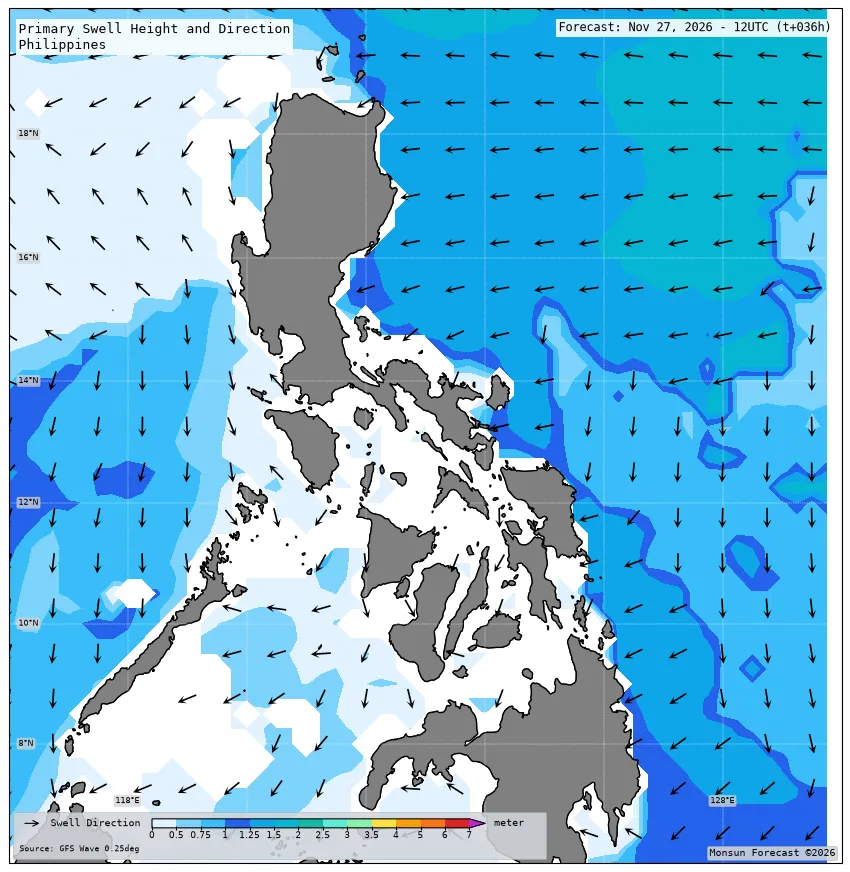 Primary Swell Height and Direction
Philippines
Forecast: Nov 27, 2026 - 12UTC (t+036h)
18°N
16°N
14°N
12°N
10°N
8°N
118°E
128°E
Swell Direction
0 0.5 0.75 1 1.25 1.5 2 2.5 3 3.5 4 5 6 7
meter
Source: GFS Wave 0.25deg
Monsun Forecast ©2026